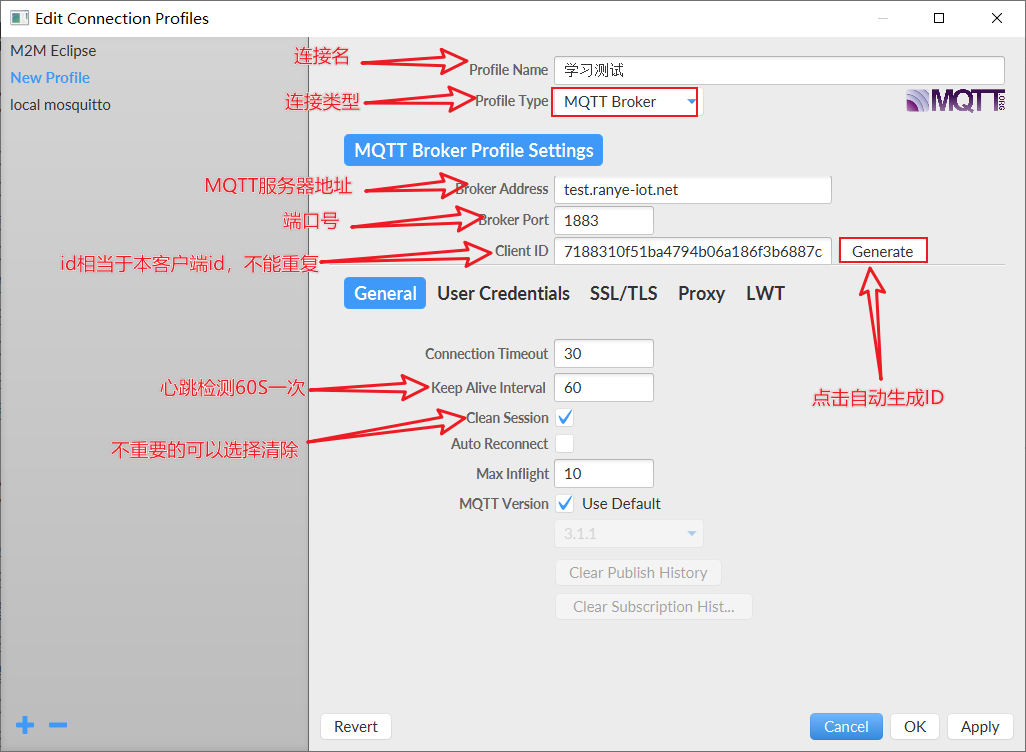 Edit Connection Profiles
M2M Eclipse
New Profile
local mosquitto
连接名
Profile Name
学习测试
连接类型
Profile Type
MQTT Broker
MQTT.ORG
MQTT Broker Profile Settings
MQTT服务器地址
Broker Address
test.ranye-iot.net
端口号
Broker Port
1883
id相当于本客户端id，不能重复
Client ID
7188310f51ba4794b06a186f3b6887c
Generate
General
User Credentials
SSL/TLS
Proxy
LWT
Connection Timeout
30
心跳检测60S一次
Keep Alive Interval
60
点击自动生成ID
不重要的可以选择清除
Clean Session
Auto Reconnect
Max Inflight
10
MQTT Version
Use Default
3.1.1
Clear Publish History
Clear Subscription Hist...
Revert
Cancel
OK
Apply